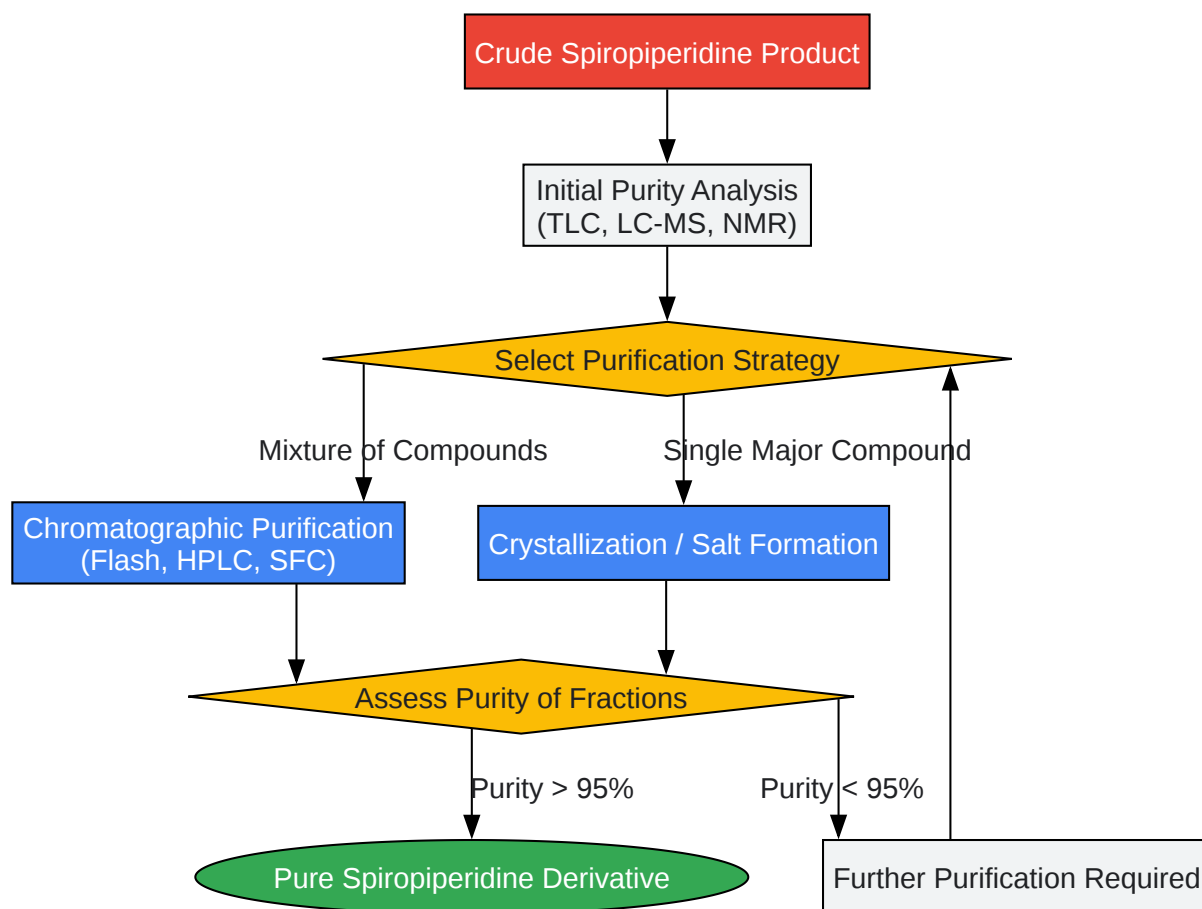 Crude Spiropiperidine Product
Initial Purity Analysis
(TLC, LC-MS, NMR)
Select Purification Strategy
Mixture of Compounds
Single Major Compound
Chromatographic Purification
(Flash, HPLC, SFC)
Crystallization / Salt Formation
Assess Purity of Fractions
Purity > 95%
Purity < 95%
Pure Spiropiperidine Derivative
Further Purification Required